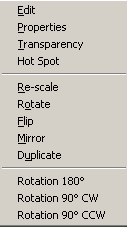 Edit
Properties
Transparency
Hot Spot
Re-scale
Rotate
Flip
Mirror
Duplicate
Rotation 180°
Rotation 90° CW
Rotation 90° CCW